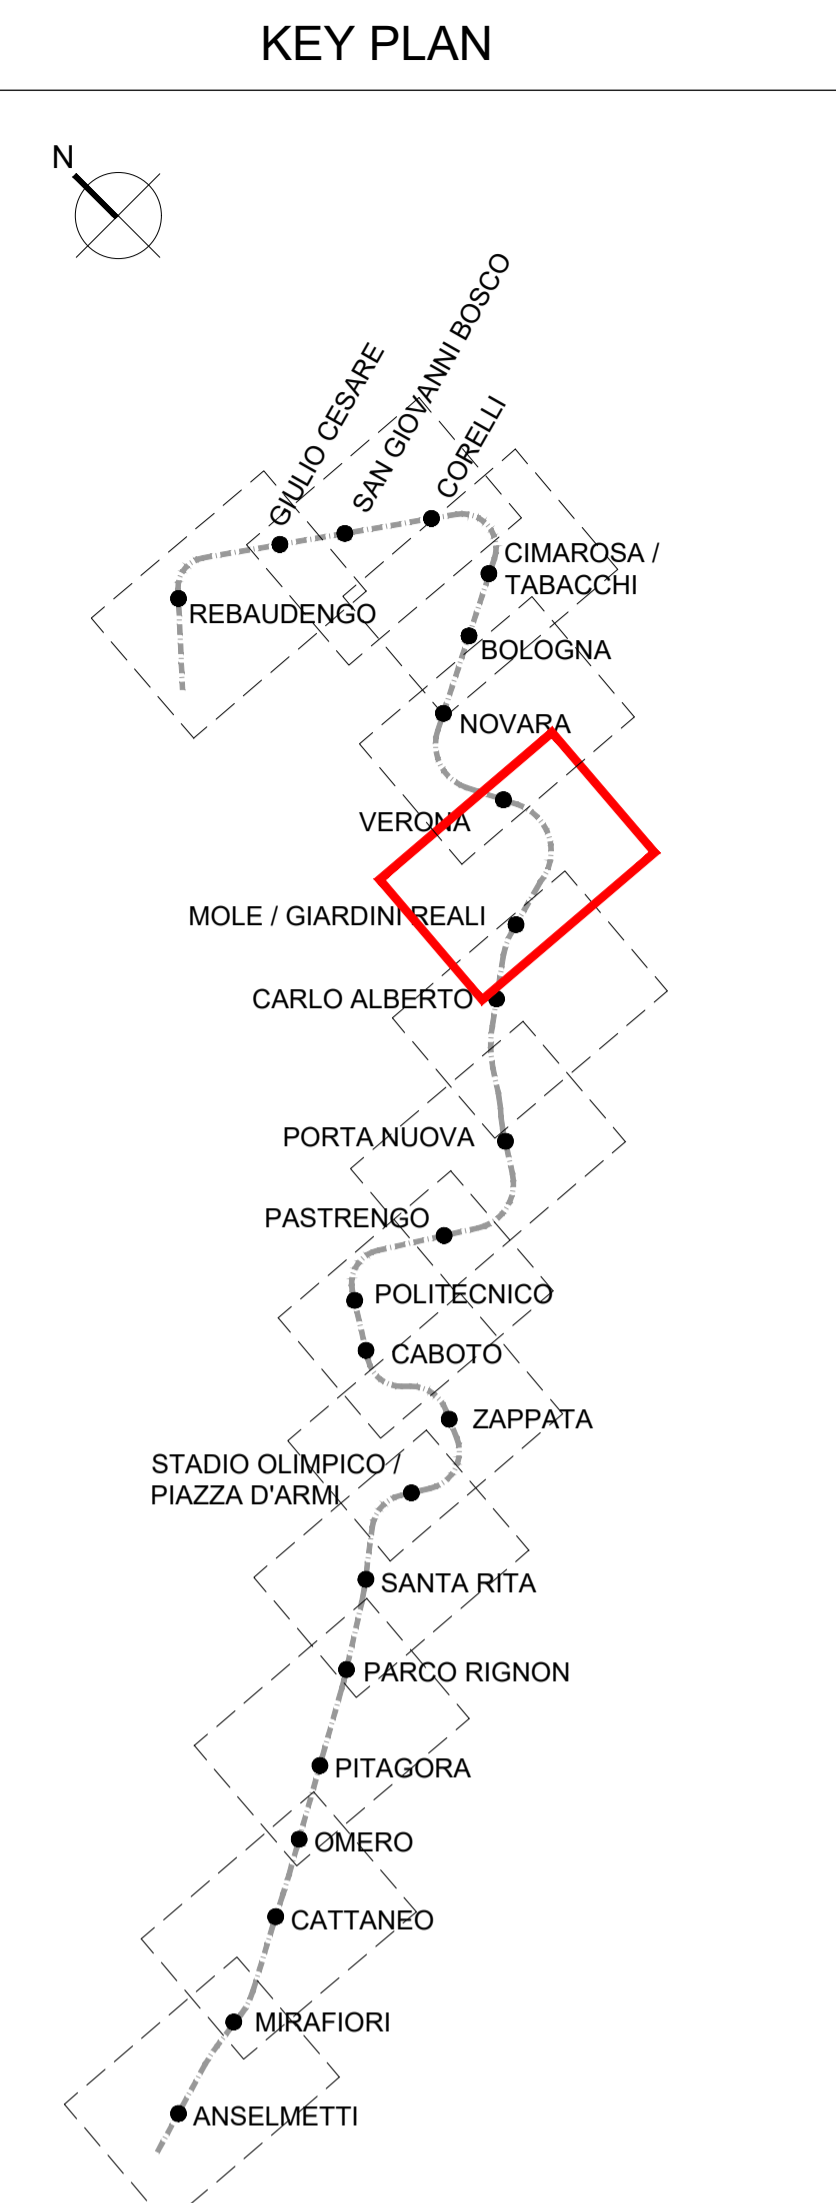 KEY PLAN
N
GIULIO CESARE
SAN GIOVANNI BOSCO
CORELLI
CIMAROSA /
TABACCHI
REBAUDENGO
BOLOGNA
NOVARA
VERONA
MOLE / GIARDINI REALI
CARLO ALBERTO
PORTA NUOVA
PASTRENGO
POLITECNICO
CABOTO
ZAPPATA
STADIO OLIMPICO /
PIAZZA D'ARMI
SANTA RITA
PARCO RIGNON
PITAGORA
OMERO
CATTANEO
MIRAFIORI
ANSELMETTI